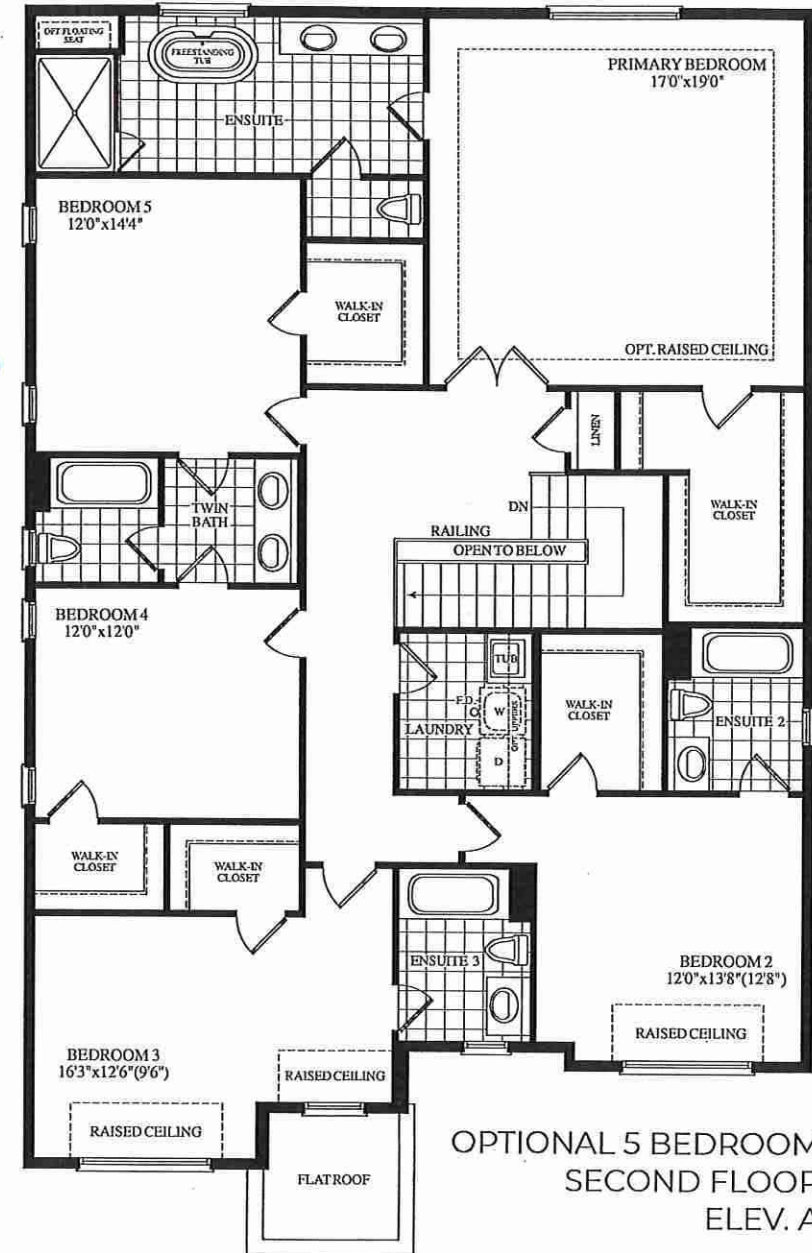 OPT FLOATING
SEAT
FREESTANDING
TUB
ENSUITE
PRIMARY BEDROOM
17'0"x19'0"
OPT. RAISED CEILING
BEDROOM 5
12'0"x14'4"
WALK-IN
CLOSET
LINEN
WALK-IN
CLOSET
TWIN
BATH
DN
RAILING
OPEN TO BELOW
BEDROOM 4
12'0"x12'0"
TUB
F.D.
W
OPT. UPPERS
D
LAUNDRY
WALK-IN
CLOSET
ENSUITE 2
WALK-IN
CLOSET
WALK-IN
CLOSET
ENSUITE 3
BEDROOM 2
12'0"x13'8"(12'8")
RAISED CEILING
BEDROOM 3
16'3"x12'6"(9'6")
RAISED CEILING
RAISED CEILING
FLAT ROOF
OPTIONAL 5 BEDROOM
SECOND FLOOR
ELEV. A